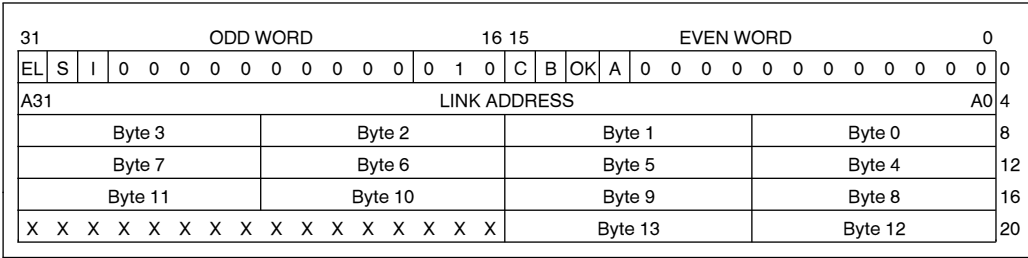 31 ODD WORD 16 15 EVEN WORD 0
EL S I 0 0 0 0 0 0 0 0 0 0 0 1 0 C B OK A 0 0 0 0 0 0 0 0 0 0 0 0 0
A31 LINK ADDRESS A0 4
Byte 3 Byte 2 Byte 1 Byte 0 8
Byte 7 Byte 6 Byte 5 Byte 4 12
Byte 11 Byte 10 Byte 9 Byte 8 16
X X X X X X X X X X X X X X X X Byte 13 Byte 12 20